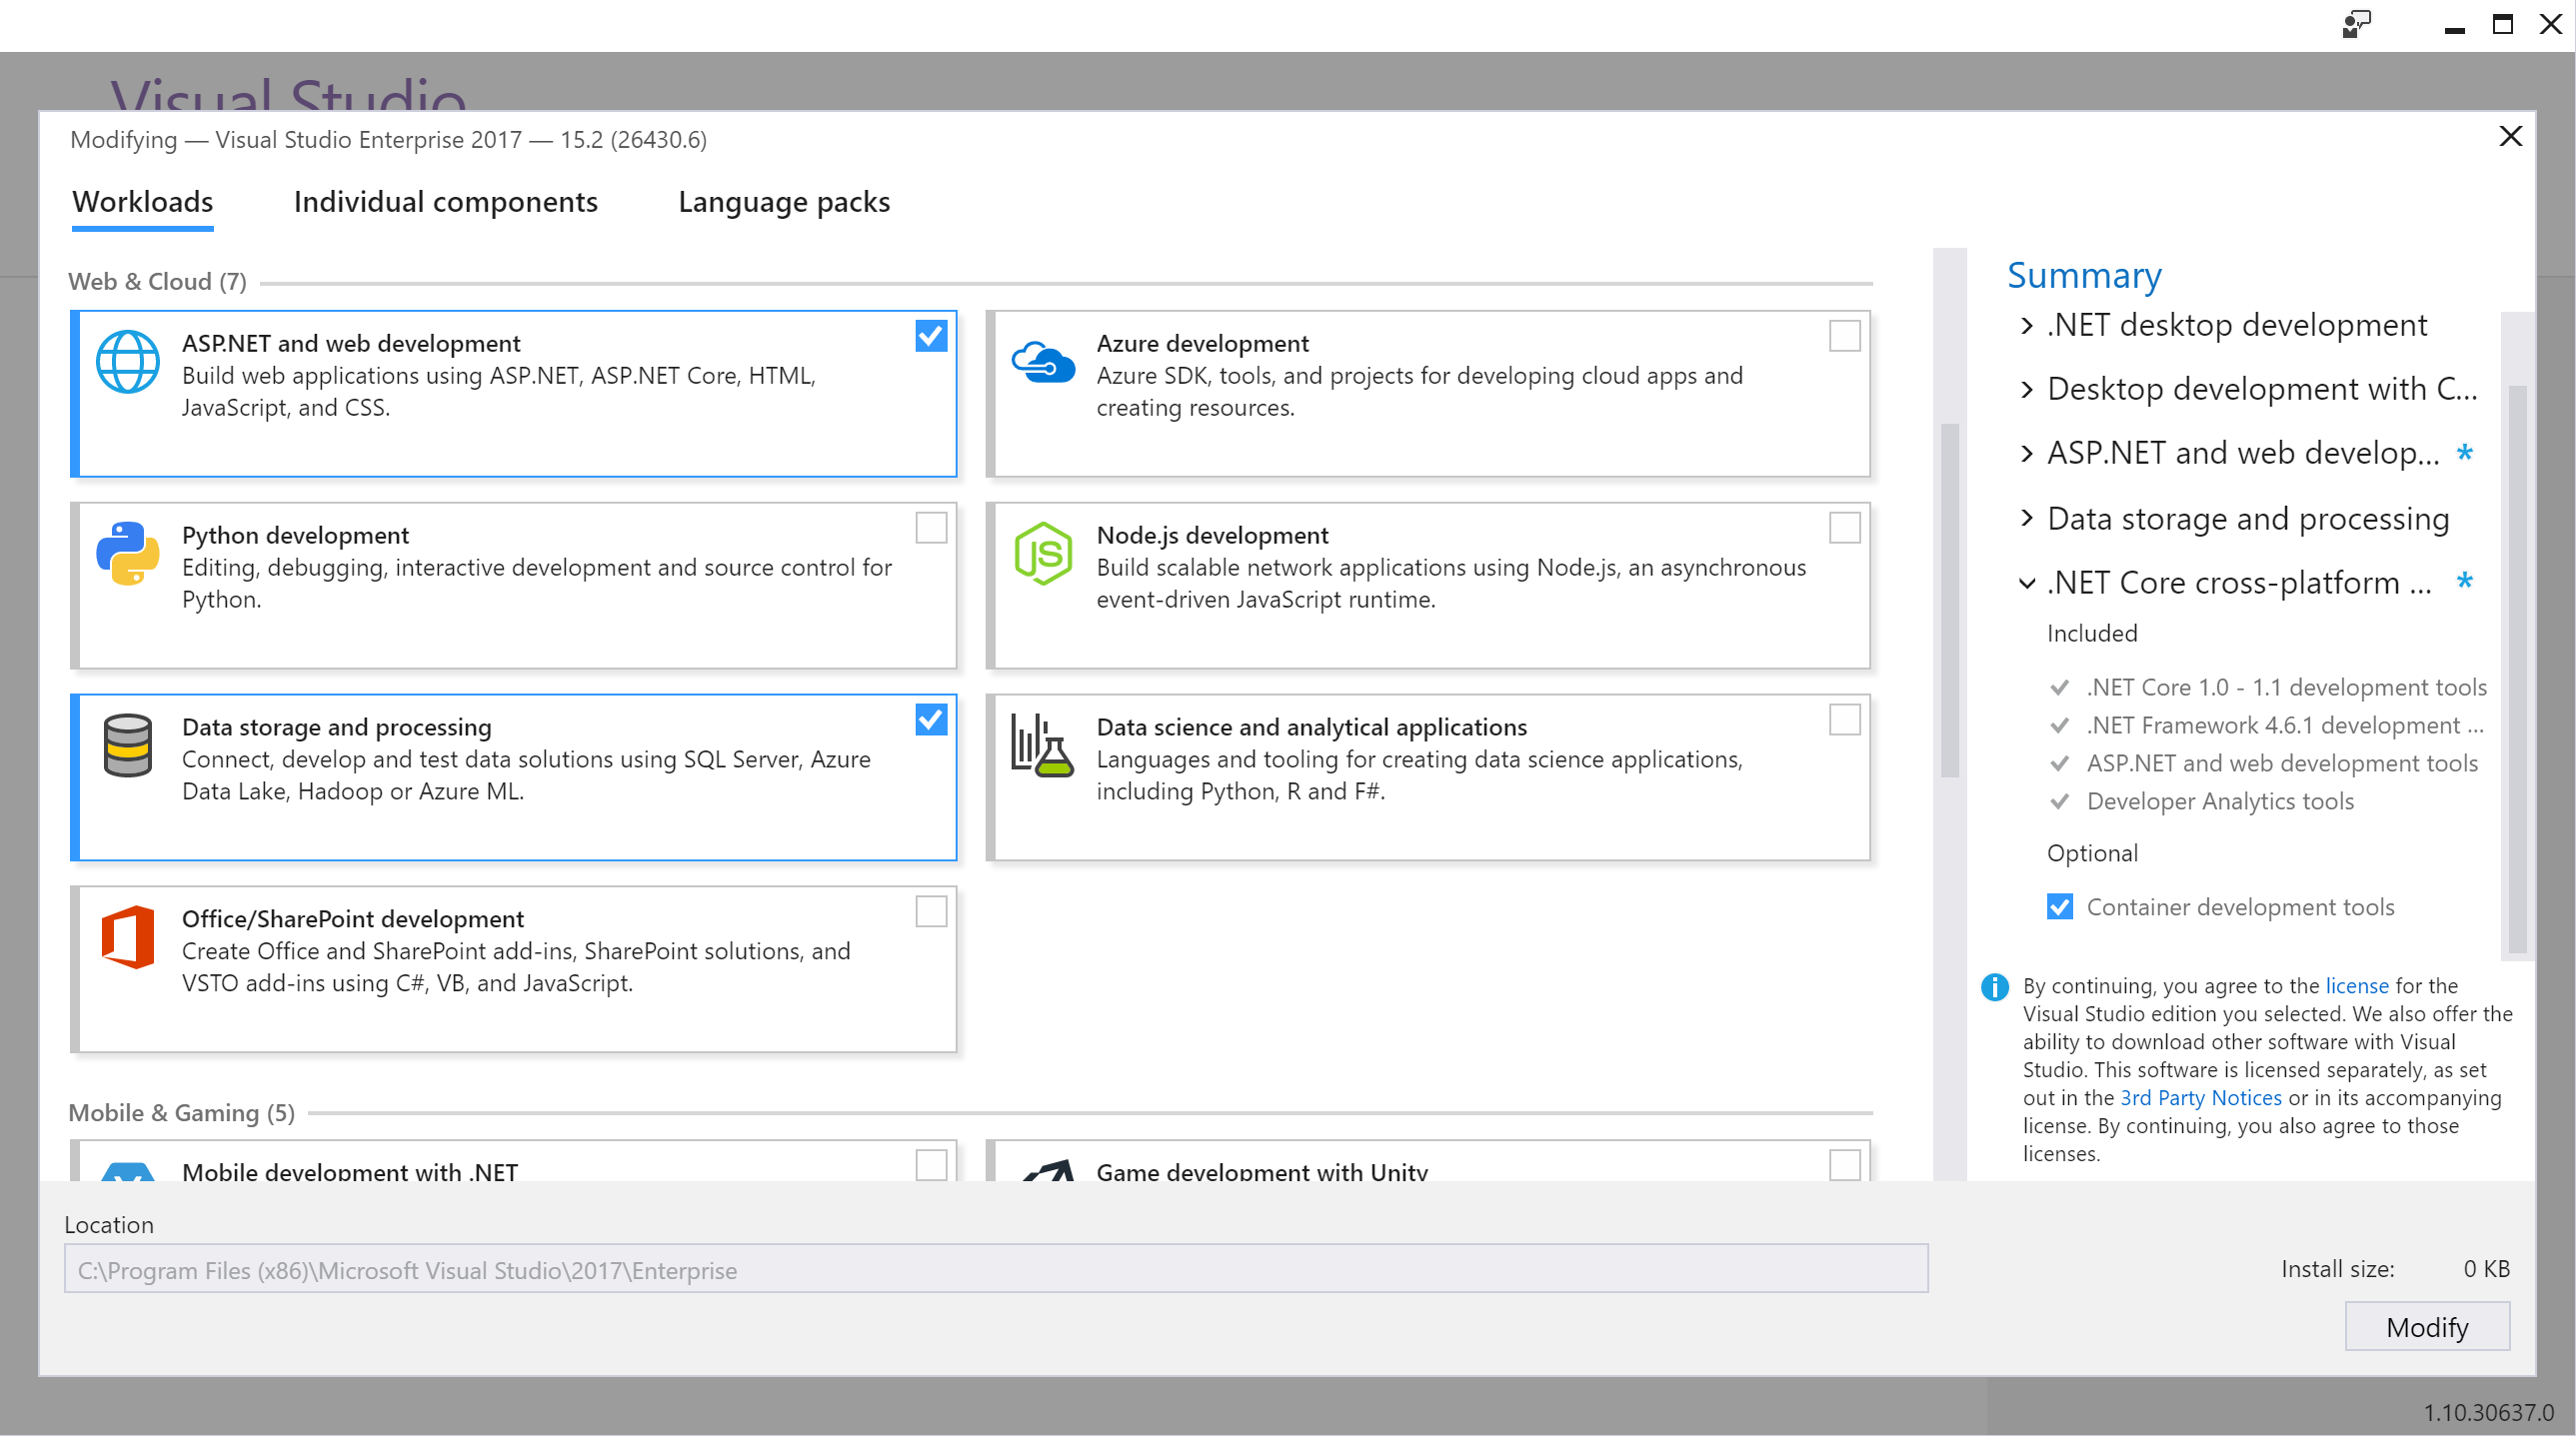 Visual Studio
Modifying — Visual Studio Enterprise 2017 — 15.2 (26430.6)
Workloads
Individual components
Language packs
Web & Cloud (7)
ASP.NET and web development
Build web applications using ASP.NET, ASP.NET Core, HTML,
JavaScript, and CSS.
Azure development
Azure SDK, tools, and projects for developing cloud apps and
creating resources.
Python development
Editing, debugging, interactive development and source control for
Python.
Node.js development
Build scalable network applications using Node.js, an asynchronous
event-driven JavaScript runtime.
Data storage and processing
Connect, develop and test data solutions using SQL Server, Azure
Data Lake, Hadoop or Azure ML.
Data science and analytical applications
Languages and tooling for creating data science applications,
including Python, R and F#.
Office/SharePoint development
Create Office and SharePoint add-ins, SharePoint solutions, and
VSTO add-ins using C#, VB, and JavaScript.
Mobile & Gaming (5)
Mobile development with .NET
Game development with Unity
Summary
.NET desktop development
Desktop development with C...
ASP.NET and web develop... *
Data storage and processing
.NET Core cross-platform ... *
Included
.NET Core 1.0 - 1.1 development tools
.NET Framework 4.6.1 development ...
ASP.NET and web development tools
Developer Analytics tools
Optional
Container development tools
By continuing, you agree to the license for the
Visual Studio edition you selected. We also offer the
ability to download other software with Visual
Studio. This software is licensed separately, as set
out in the 3rd Party Notices or in its accompanying
license. By continuing, you also agree to those
licenses.
Location
C:\Program Files (x86)\Microsoft Visual Studio\2017\Enterprise
Install size: 0 KB
Modify
1.10.30637.0